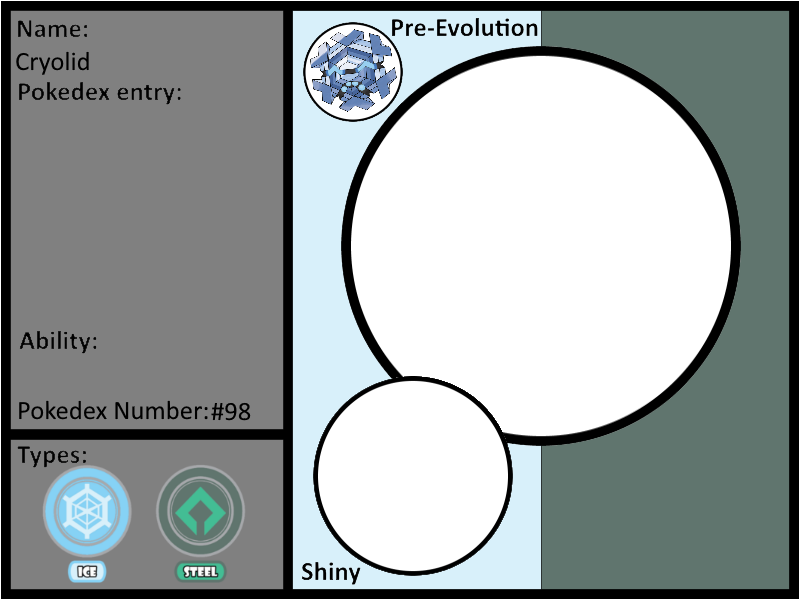 Name:
Cryolid
Pokedex entry:
Ability:
Pokedex Number:#98
Types:
ICE
STEEL
Pre-Evolution
Shiny